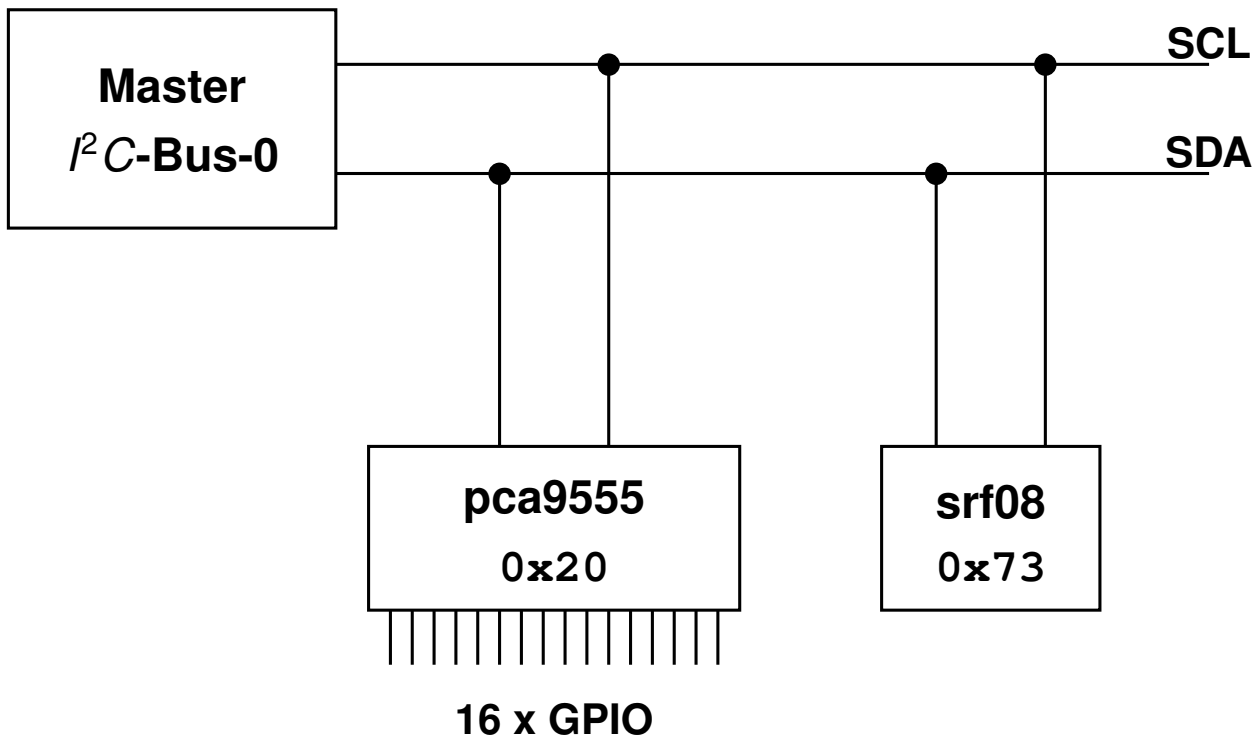 Master
I²C-Bus-0
SCL
SDA
pca9555
0x20
srf08
0x73
16 x GPIO